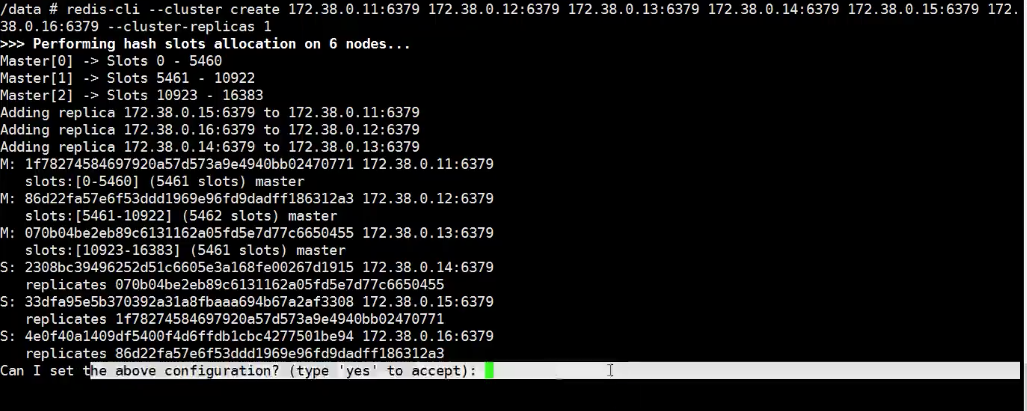 /data # redis-cli --cluster create 172.38.0.11:6379 172.38.0.12:6379 172.38.0.13:6379 172.38.0.14:6379 172.38.0.15:6379 172.
38.0.16:6379 --cluster-replicas 1
>>> Performing hash slots allocation on 6 nodes...
Master[0] -> Slots 0 - 5460
Master[1] -> Slots 5461 - 10922
Master[2] -> Slots 10923 - 16383
Adding replica 172.38.0.15:6379 to 172.38.0.11:6379
Adding replica 172.38.0.16:6379 to 172.38.0.12:6379
Adding replica 172.38.0.14:6379 to 172.38.0.13:6379
M: 1f78274584697920a57d573a9e4940bb02470771 172.38.0.11:6379
   slots:[0-5460] (5461 slots) master
M: 86d22fa57e6f53ddd1969e96fd9dadff186312a3 172.38.0.12:6379
   slots:[5461-10922] (5462 slots) master
M: 070b04be2eb89c6131162a05fd5e7d77c6650455 172.38.0.13:6379
   slots:[10923-16383] (5461 slots) master
S: 2308bc39496252d51c6605e3a168fe00267d1915 172.38.0.14:6379
   replicates 070b04be2eb89c6131162a05fd5e7d77c6650455
S: 33dfa95e5b370392a31a8fbaaa694b67a2af3308 172.38.0.15:6379
   replicates 1f78274584697920a57d573a9e4940bb02470771
S: 4e0f40a1409df5400f4d6ffdb1cbc4277501be94 172.38.0.16:6379
   replicates 86d22fa57e6f53ddd1969e96fd9dadff186312a3
Can I set the above configuration? (type 'yes' to accept):